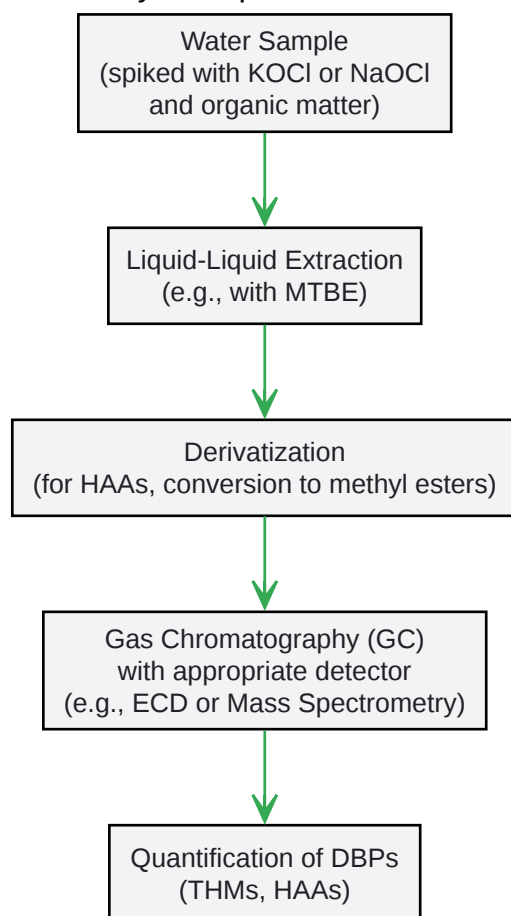 Water Sample
(spiked with KOCl or NaOCl
and organic matter)
Liquid-Liquid Extraction
(e.g., with MTBE)
Derivatization
(for HAAs, conversion to methyl esters)
Gas Chromatography (GC)
with appropriate detector
(e.g., ECD or Mass Spectrometry)
Quantification of DBPs
(THMs, HAAs)